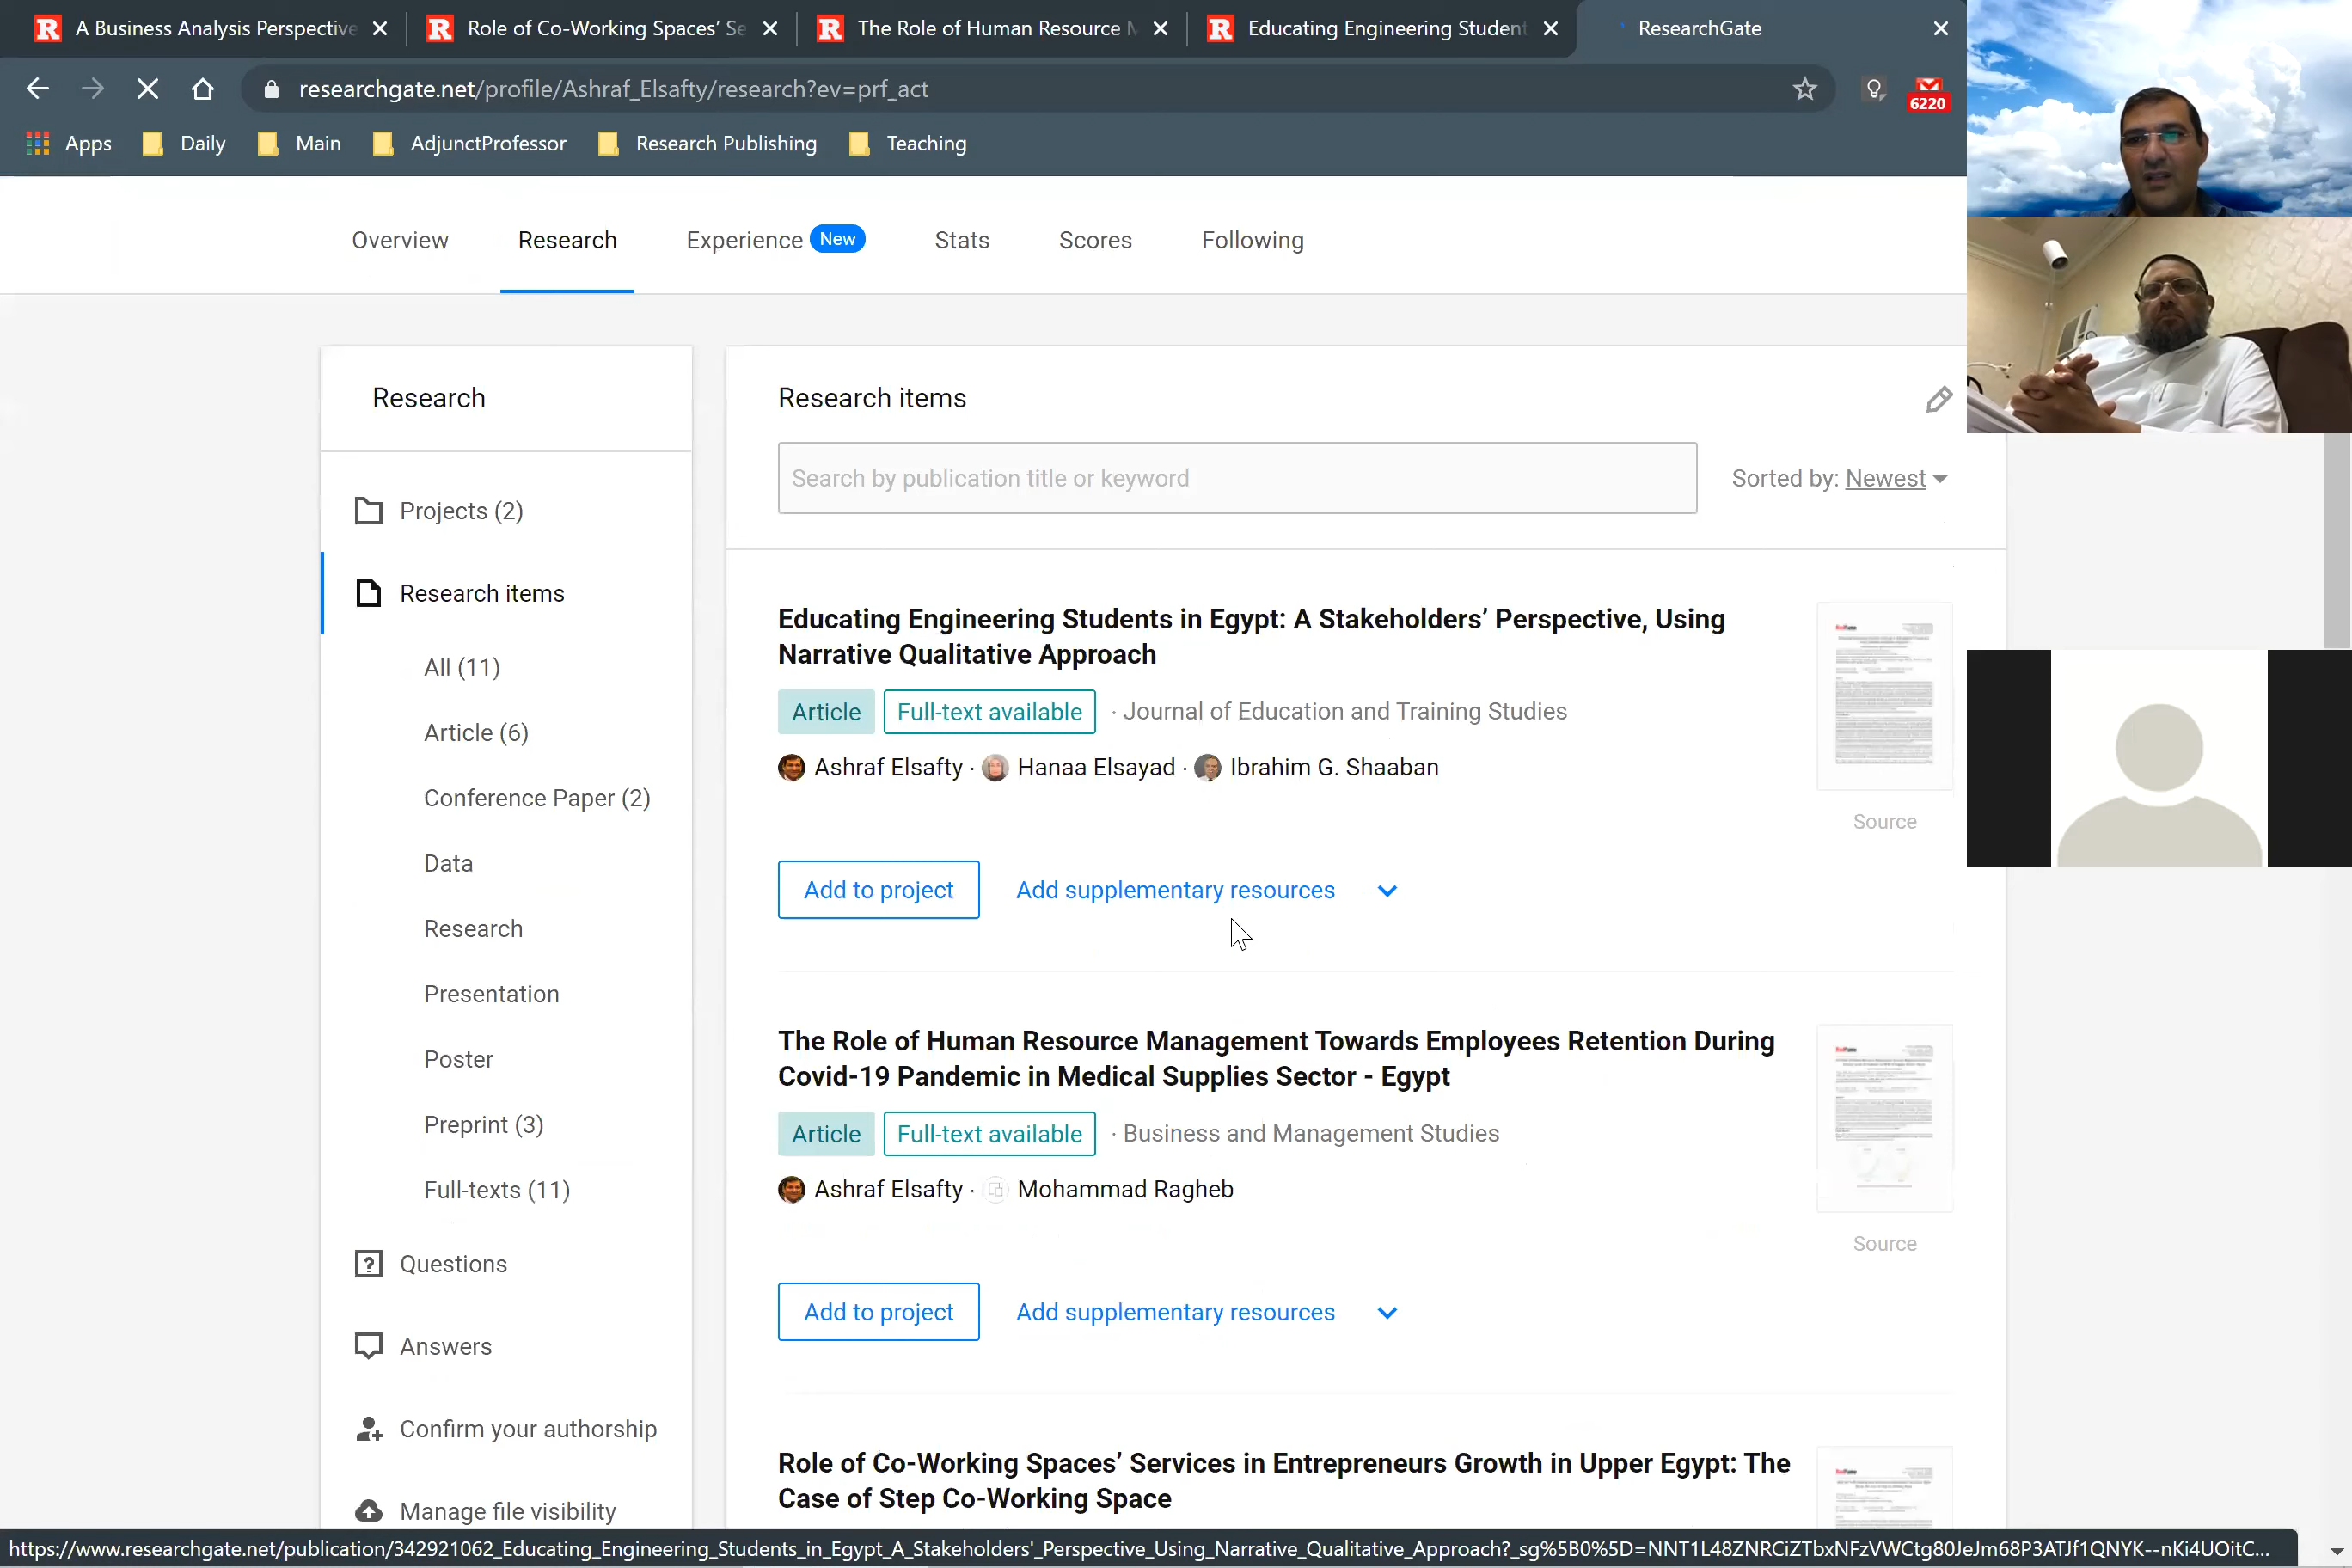 A Business Analysis Perspective
Role of Co-Working Spaces’ Se
The Role of Human Resource M
Educating Engineering Student
ResearchGate
researchgate.net/profile/Ashraf_Elsafty/research?ev=prf_act
6220
Apps
Daily
Main
AdjunctProfessor
Research Publishing
Teaching
Overview
Research
Experience New
Stats
Scores
Following
Research
Projects (2)
Research items
All (11)
Article (6)
Conference Paper (2)
Data
Research
Presentation
Poster
Preprint (3)
Full-texts (11)
Questions
Answers
Confirm your authorship
Manage file visibility
Research items
Search by publication title or keyword
Sorted by: Newest
Educating Engineering Students in Egypt: A Stakeholders’ Perspective, Using
Narrative Qualitative Approach
Article Full-text available · Journal of Education and Training Studies
Ashraf Elsafty · Hanaa Elsayad · Ibrahim G. Shaaban
Source
Add to project Add supplementary resources
The Role of Human Resource Management Towards Employees Retention During
Covid-19 Pandemic in Medical Supplies Sector - Egypt
Article Full-text available · Business and Management Studies
Ashraf Elsafty · Mohammad Ragheb
Source
Add to project Add supplementary resources
Role of Co-Working Spaces’ Services in Entrepreneurs Growth in Upper Egypt: The
Case of Step Co-Working Space
https://www.researchgate.net/publication/342921062_Educating_Engineering_Students_in_Egypt_A_Stakeholders'_Perspective_Using_Narrative_Qualitative_Approach?_sg%5B0%5D=NNT1L48ZNRCiZTbxNFzVWCtg80JeJm68P3ATJf1QNYK--nKi4UOitC...